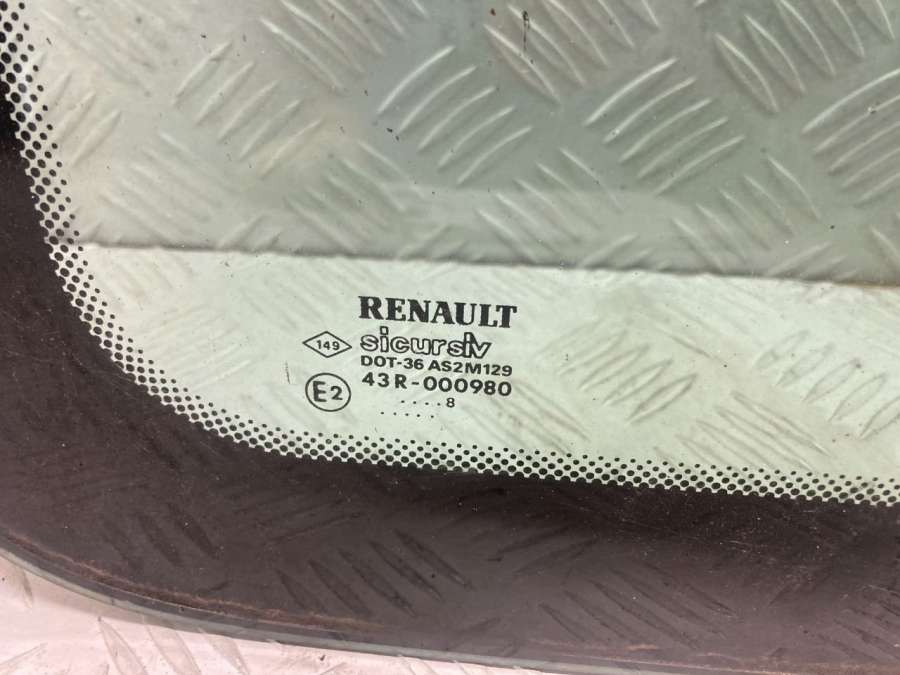 RENAULT
149 sicursiv
DOT-36 AS2M129
E2 43R-000980
....8
......